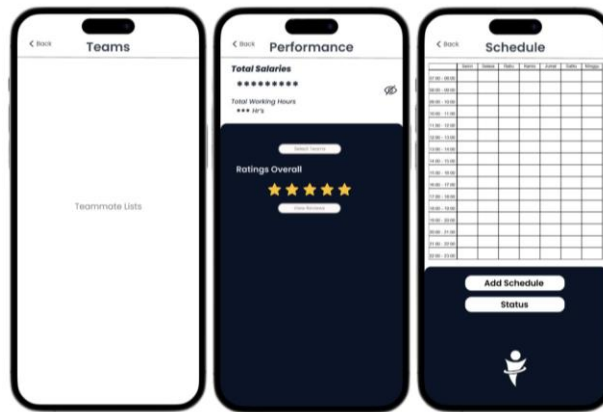 < Back Teams
Teammate Lists
< Back Performance
Total Salaries
*********
Total Working Hours
*** Hr's
Select Teams
Ratings Overall
View Reviews
< Back Schedule
Senin Selasa Rabu Kamis Jumat Sabtu Minggu
07.00 - 08.00
08.00 - 09.00
09.00 - 10.00
10.00 - 11.00
11.00 - 12.00
12.00 - 13.00
13.00 - 14.00
14.00 - 15.00
15.00 - 16.00
16.00 - 17.00
17.00 - 18.00
18.00 - 19.00
19.00 - 20.00
20.00 - 21.00
21.00 - 22.00
22.00 - 23.00
Add Schedule
Status